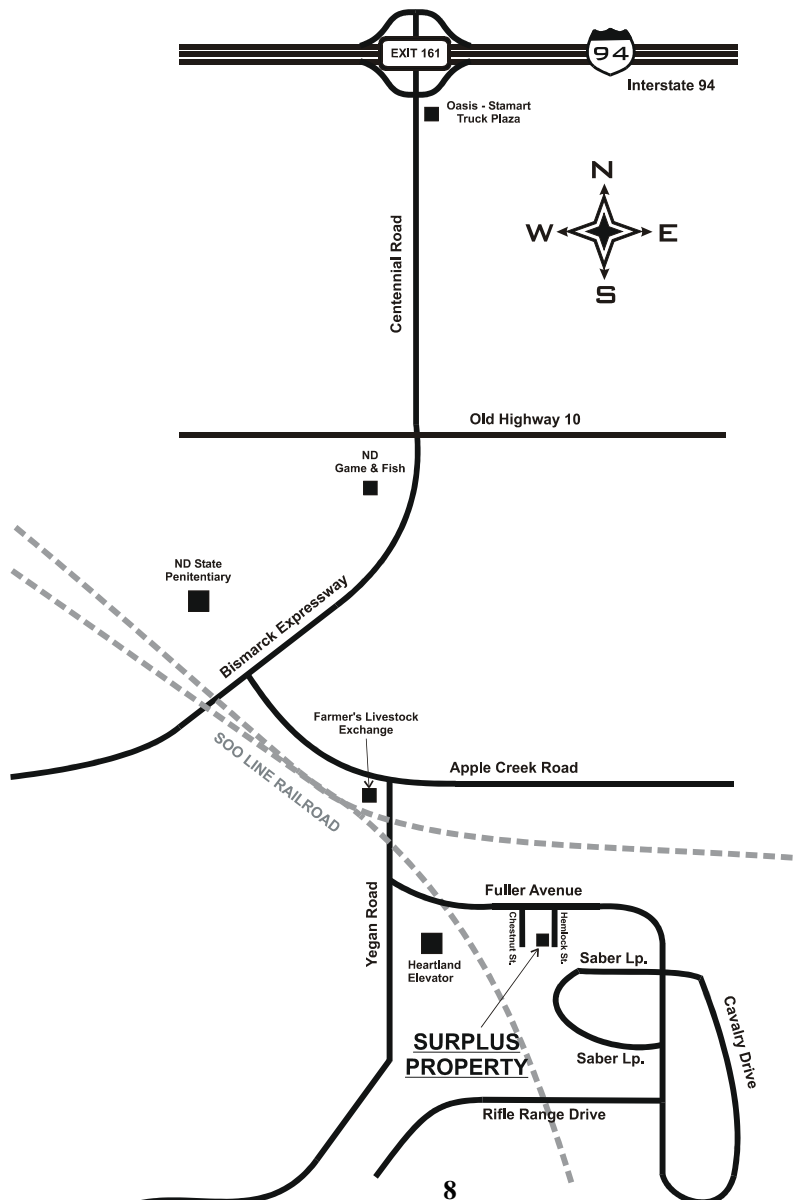 EXIT 161
94
Interstate 94
Oasis - Stamart
Truck Plaza
N
W
E
S
Centennial Road
Old Highway 10
ND
Game & Fish
ND State
Penitentiary
Bismarck Expressway
Farmer's Livestock
Exchange
SOO LINE RAILROAD
Apple Creek Road
Yegan Road
Fuller Avenue
Chestnut St.
Hemlock St.
Heartland
Elevator
Saber Lp.
Cavalry Drive
SURPLUS
PROPERTY
Saber Lp.
Rifle Range Drive
8